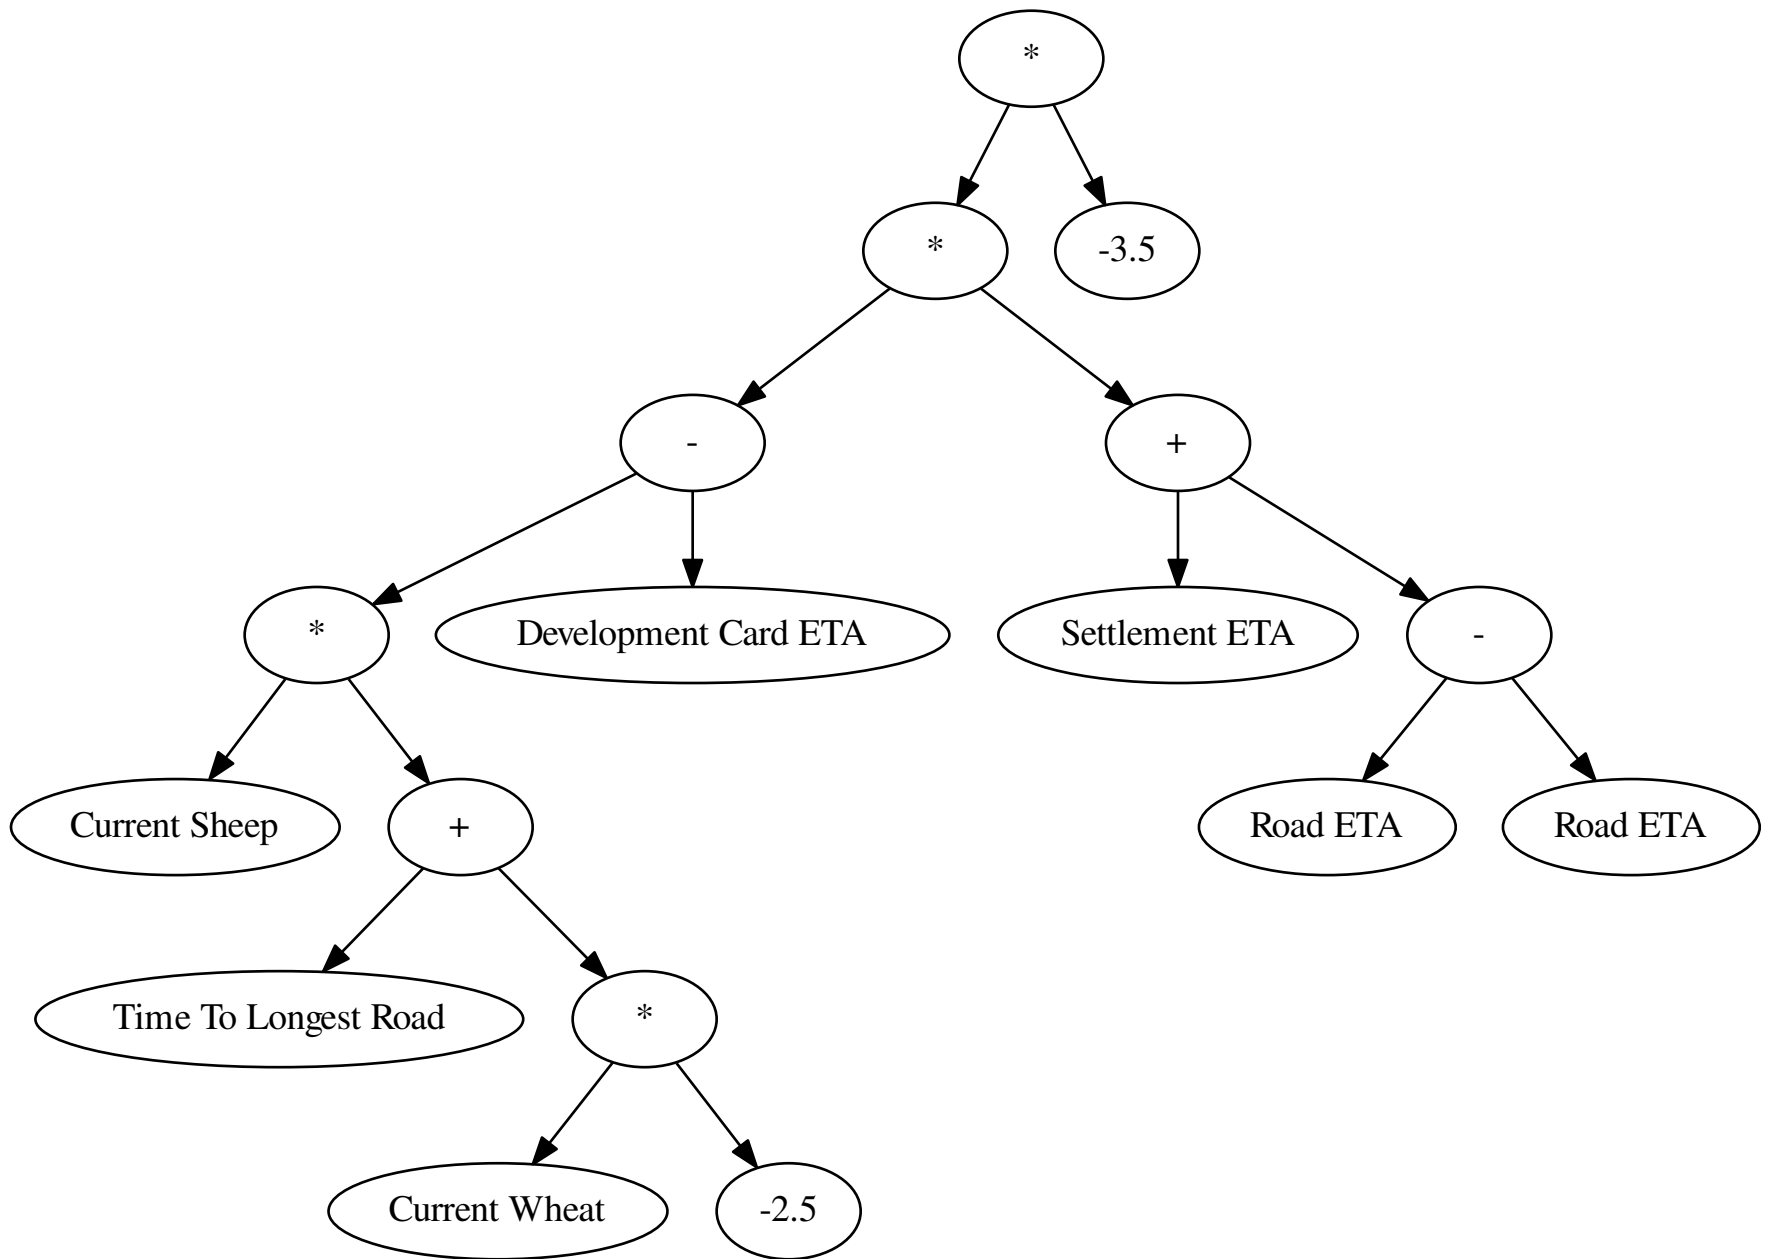 *
*
-3.5
-
+
*
Development Card ETA
Settlement ETA
-
Current Sheep
+
Road ETA
Road ETA
Time To Longest Road
*
Current Wheat
-2.5